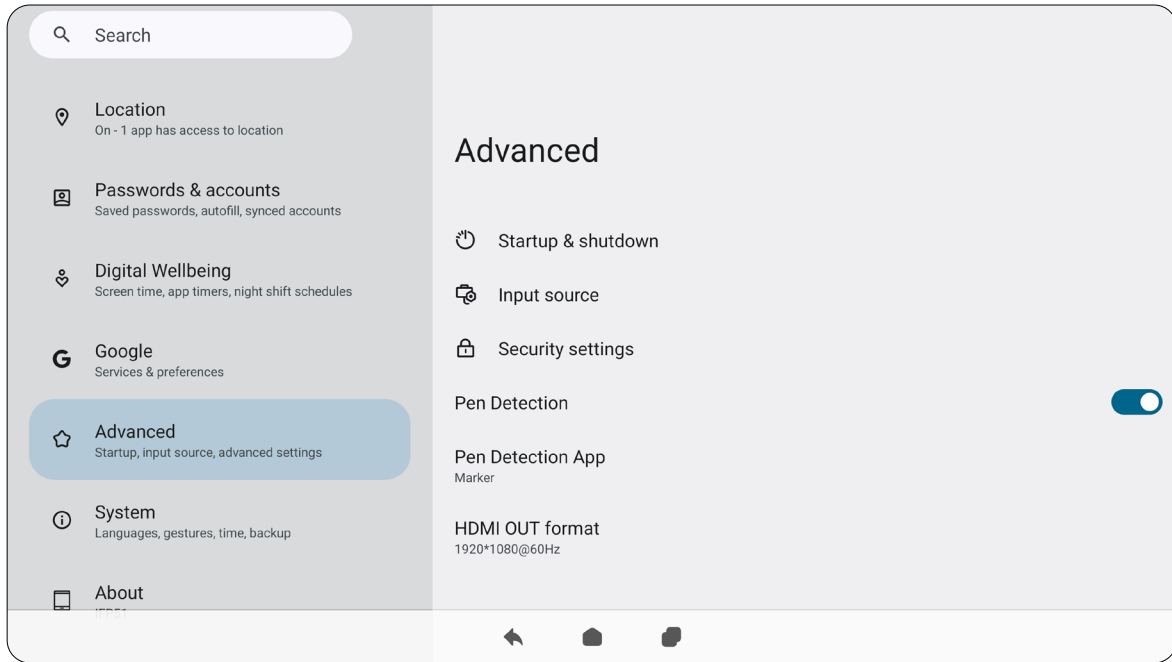 Search
Location
On - 1 app has access to location
Passwords & accounts
Saved passwords, autofill, synced accounts
Digital Wellbeing
Screen time, app timers, night shift schedules
Google
Services & preferences
Advanced
Startup, input source, advanced settings
System
Languages, gestures, time, backup
About
Advanced
Startup & shutdown
Input source
Security settings
Pen Detection
Pen Detection App
Marker
HDMI OUT format
1920*1080@60Hz